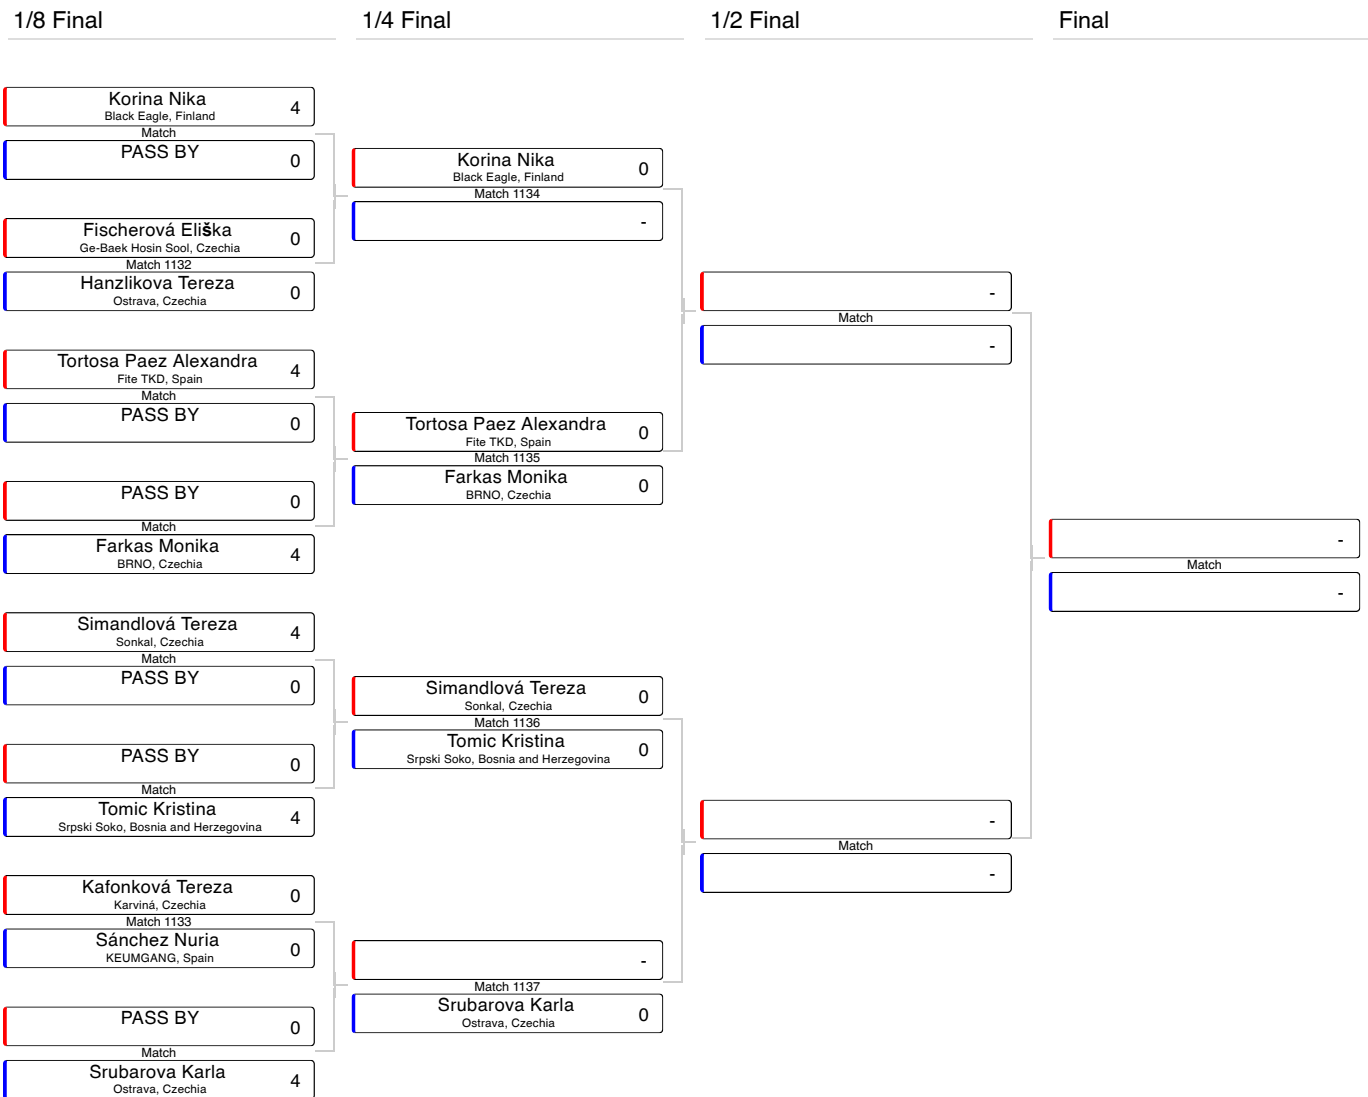 1/8 Final
1/4 Final
1/2 Final
Final
Korina Nika
4
Black Eagle, Finland
Match
PASS BY
0
Fischerová Eliška
0
Ge-Baek Hosin Sool, Czechia
Match 1132
Hanzlikova Tereza
0
Ostrava, Czechia
Tortosa Paez Alexandra
4
Fite TKD, Spain
Match
PASS BY
0
PASS BY
0
Match
Farkas Monika
4
BRNO, Czechia
Simandlová Tereza
4
Sonkal, Czechia
Match
PASS BY
0
PASS BY
0
Match
Tomic Kristina
4
Srpski Soko, Bosnia and Herzegovina
Kafonková Tereza
0
Karviná, Czechia
Match 1133
Sánchez Nuria
0
KEUMGANG, Spain
PASS BY
0
Match
Srubarova Karla
4
Ostrava, Czechia
Korina Nika
0
Black Eagle, Finland
Match 1134
-
Tortosa Paez Alexandra
0
Fite TKD, Spain
Match 1135
Farkas Monika
0
BRNO, Czechia
Simandlová Tereza
0
Sonkal, Czechia
Match 1136
Tomic Kristina
0
Srpski Soko, Bosnia and Herzegovina
-
Match 1137
Srubarova Karla
0
Ostrava, Czechia
-
Match
-
-
Match
-
-
Match
-